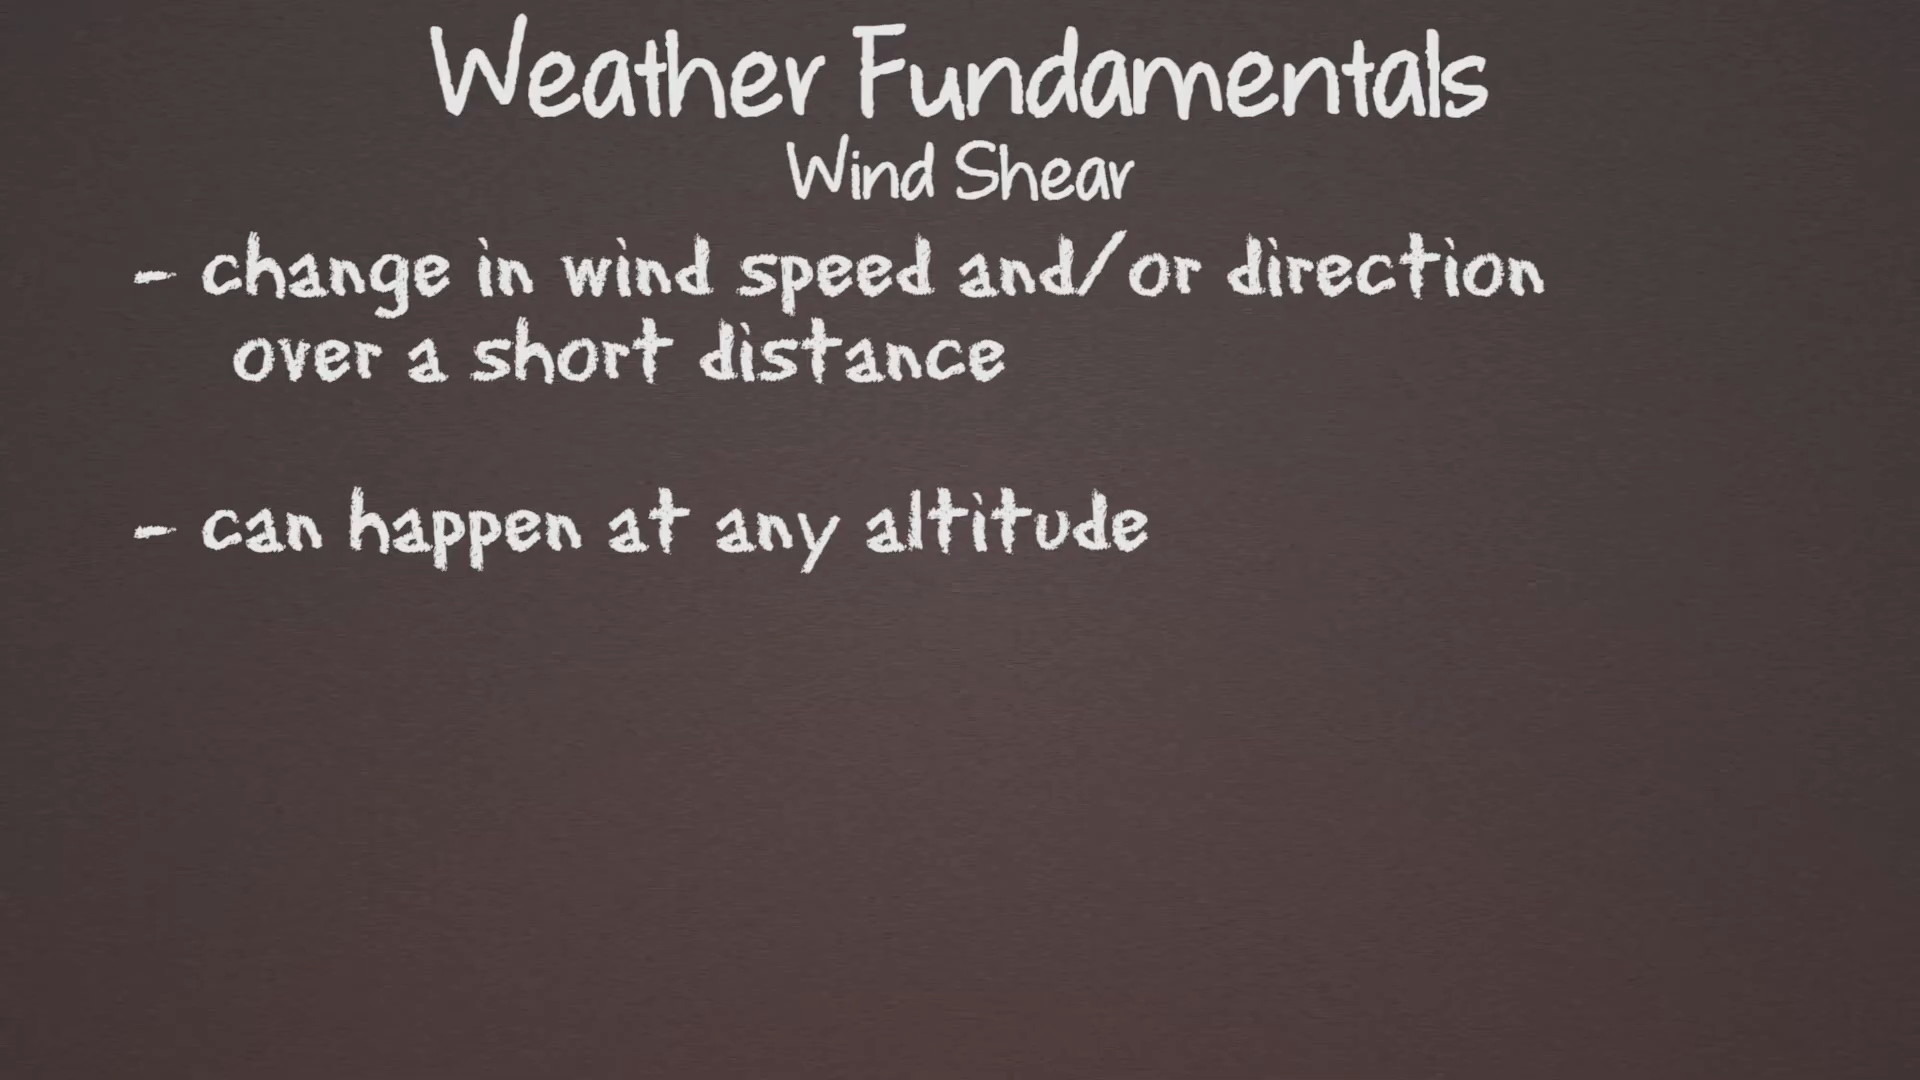 Weather Fundamentals
Wind Shear
- change in wind speed and/or direction
over a short distance
- can happen at any altitude